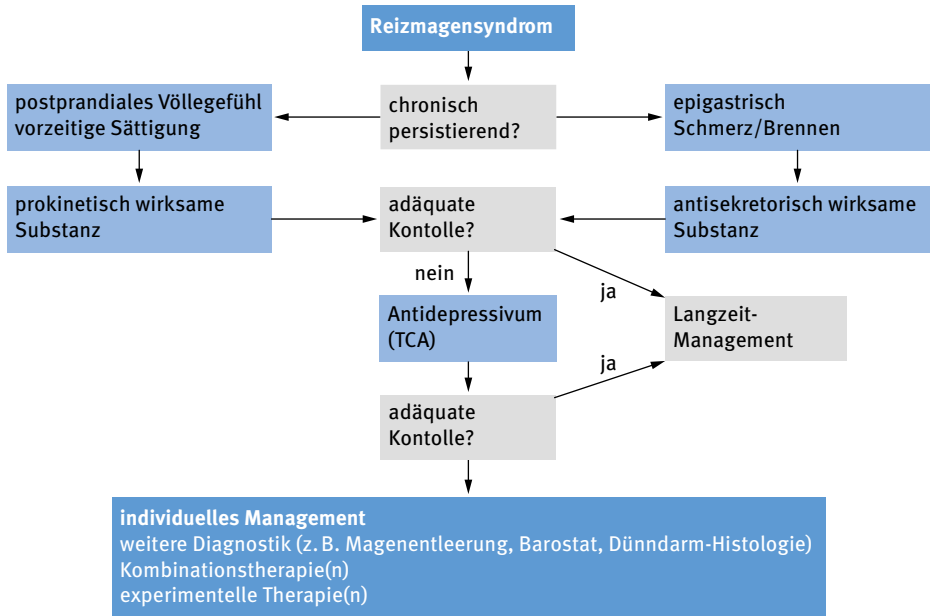 Reizmagensyndrom
postprandiales Völlegefühl
vorzeitige Sättigung
chronisch
persistierend?
epigastrisch
Schmerz/Brennen
prokinetisch wirksame
Substanz
adäquate
Kontolle?
antisekretorisch wirksame
Substanz
nein
ja
Antidepressivum
(TCA)
Langzeit-
Management
ja
adäquate
Kontolle?
individuelles Management
weitere Diagnostik (z. B. Magenentleerung, Barostat, Dünndarm-Histologie)
Kombinationstherapie(n)
experimentelle Therapie(n)